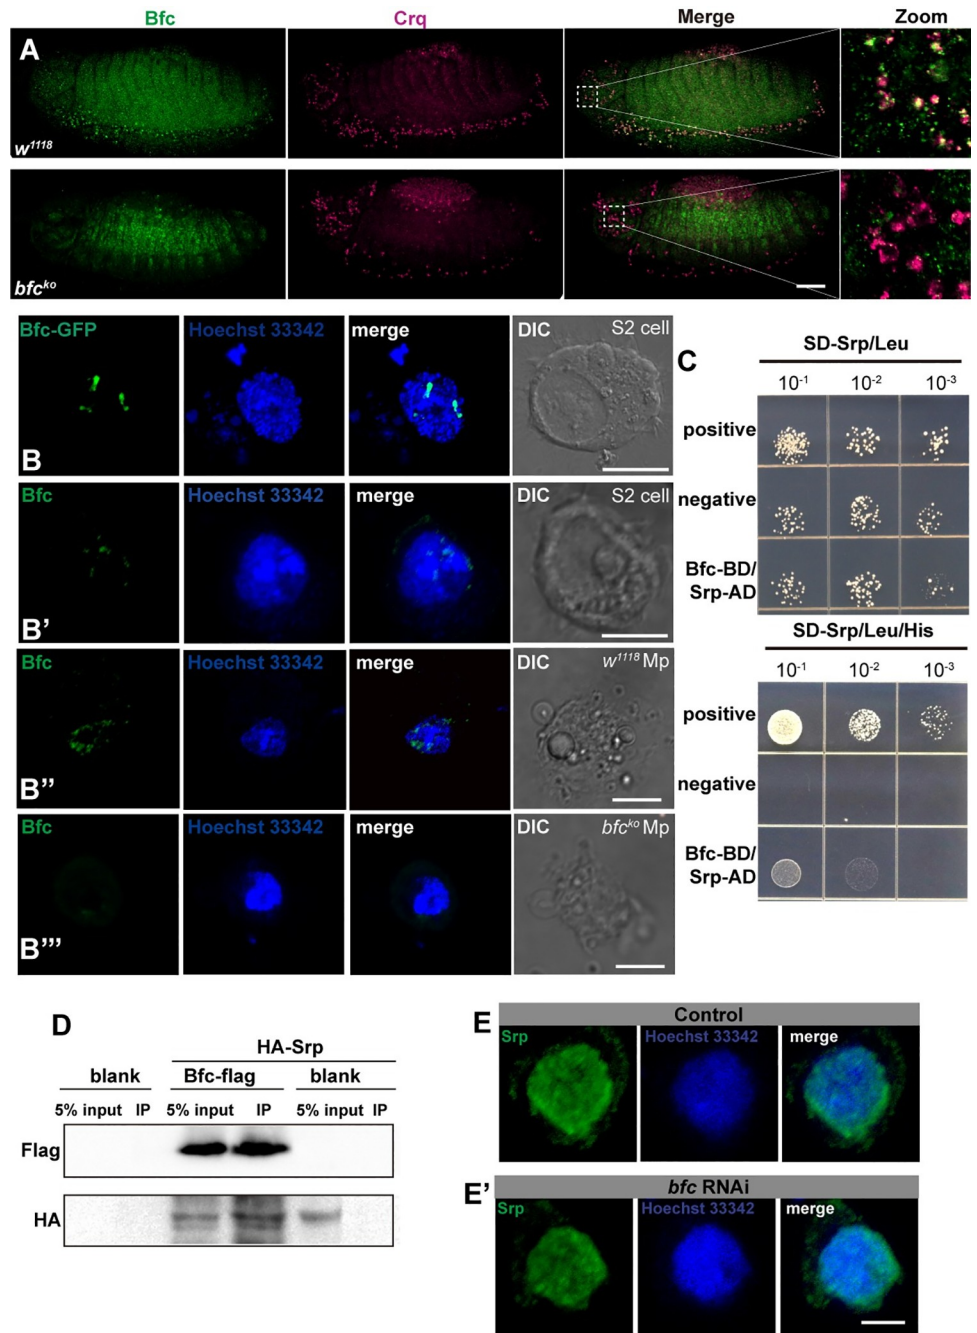 Bfc Crq Merge Zoom
A
w1118
bfcko
Bfc-GFP Hoechst 33342 merge DIC S2 cell
B
Bfc Hoechst 33342 merge DIC S2 cell
B'
Bfc Hoechst 33342 merge DIC w1118 Mp
B''
Bfc Hoechst 33342 merge DIC bfcko Mp
B'''
C
SD-Srp/Leu
10-1 10-2 10-3
positive
negative
Bfc-BD/
Srp-AD
SD-Srp/Leu/His
10-1 10-2 10-3
positive
negative
Bfc-BD/
Srp-AD
D
HA-Srp
blank Bfc-flag blank
5% input IP 5% input IP 5% input IP
Flag
HA
E
Control
Srp Hoechst 33342 merge
E'
bfc RNAi
Srp Hoechst 33342 merge